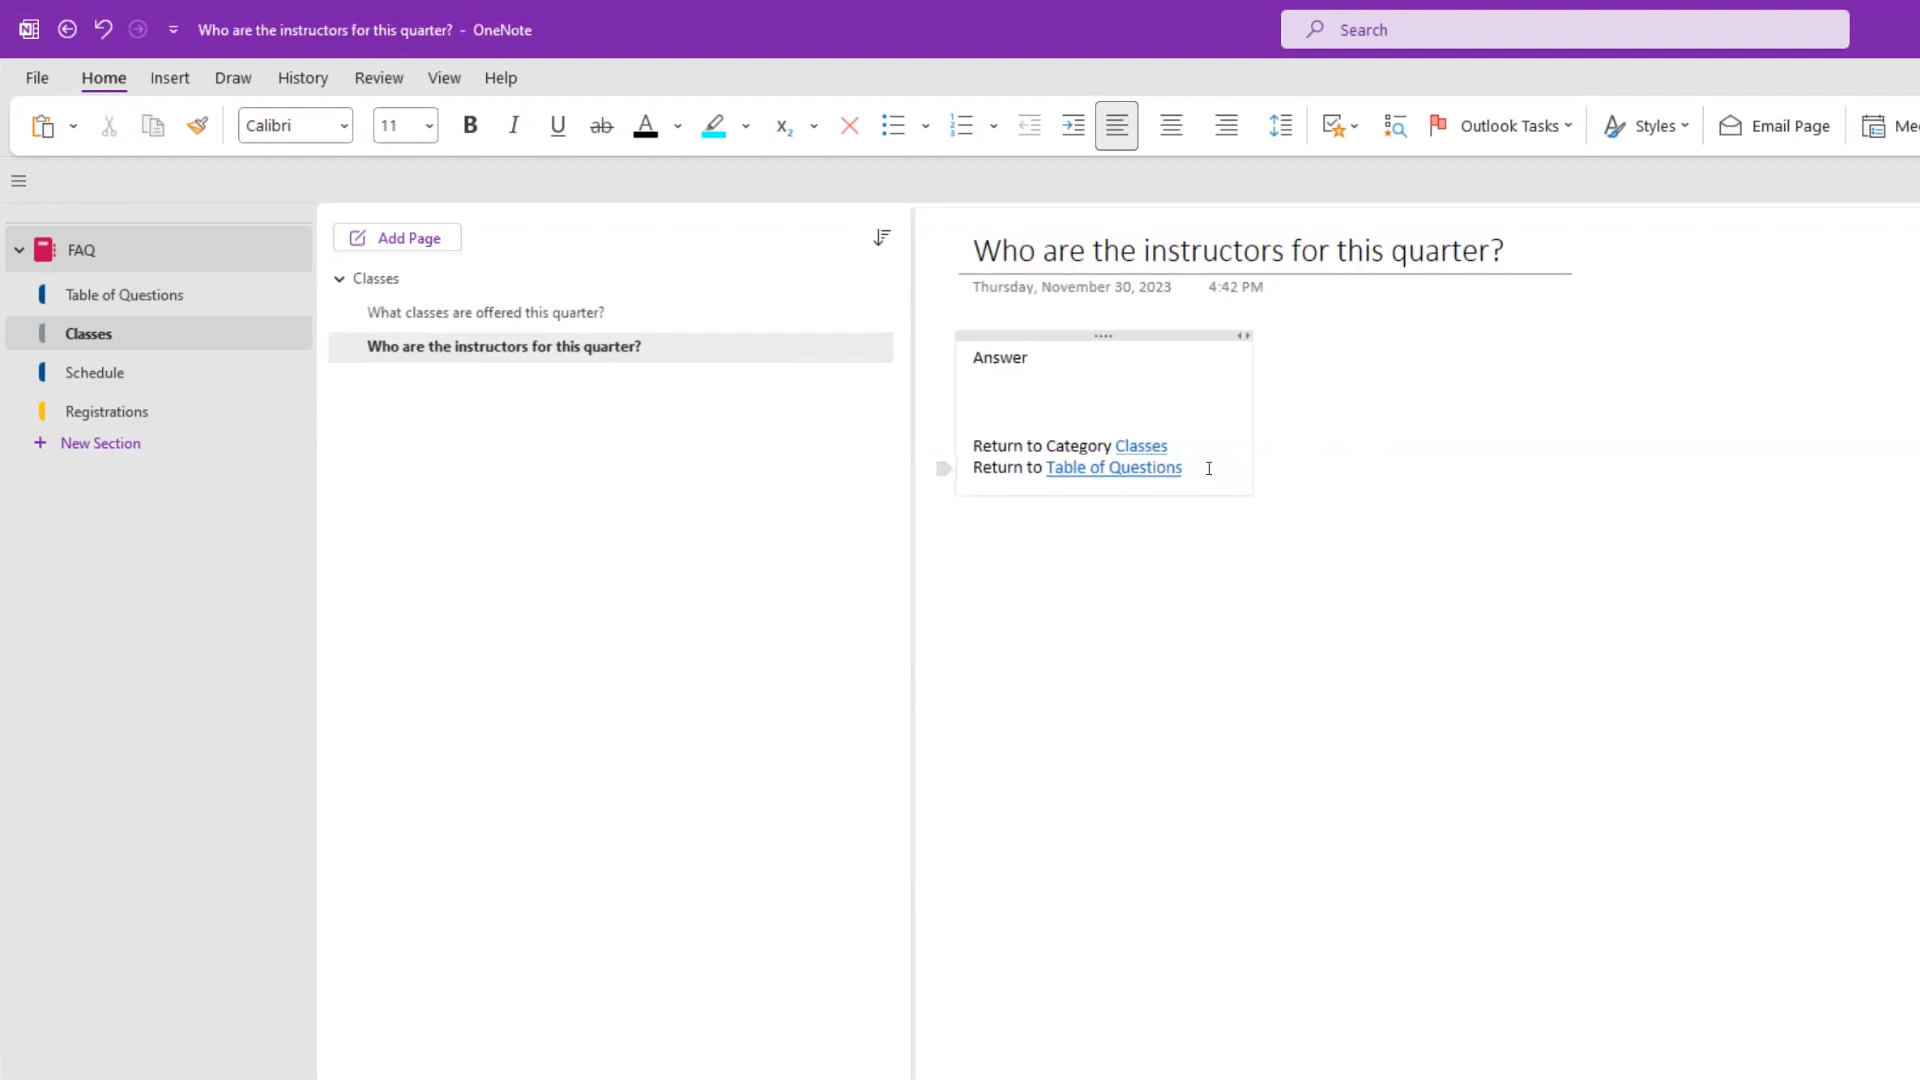 Who are the instructors for this quarter? - OneNote
Search
File Home Insert Draw History Review View Help
Calibri 11 Outlook Tasks Styles Email Page
FAQ
Table of Questions
Classes
Schedule
Registrations
New Section
Add Page
Classes
What classes are offered this quarter?
Who are the instructors for this quarter?
Who are the instructors for this quarter?
Thursday, November 30, 2023 4:42 PM
Answer
Return to Category Classes
Return to Table of Questions